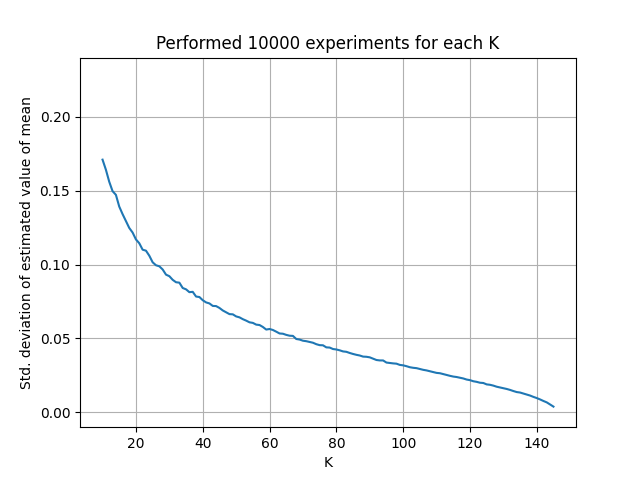 Performed 10000 experiments for each K
Std. deviation of estimated value of mean
0.20
0.15
0.10
0.05
0.00
20 40 60 80 100 120 140
K